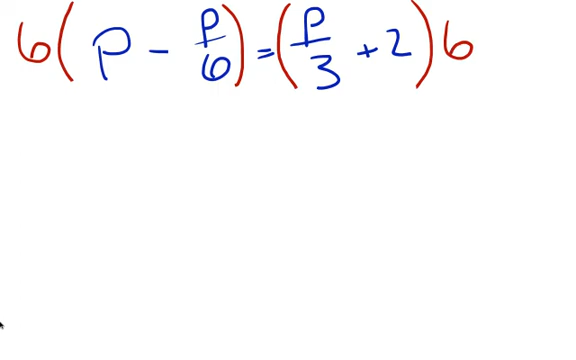 6(p - p/6) = (p/3 + 2)6